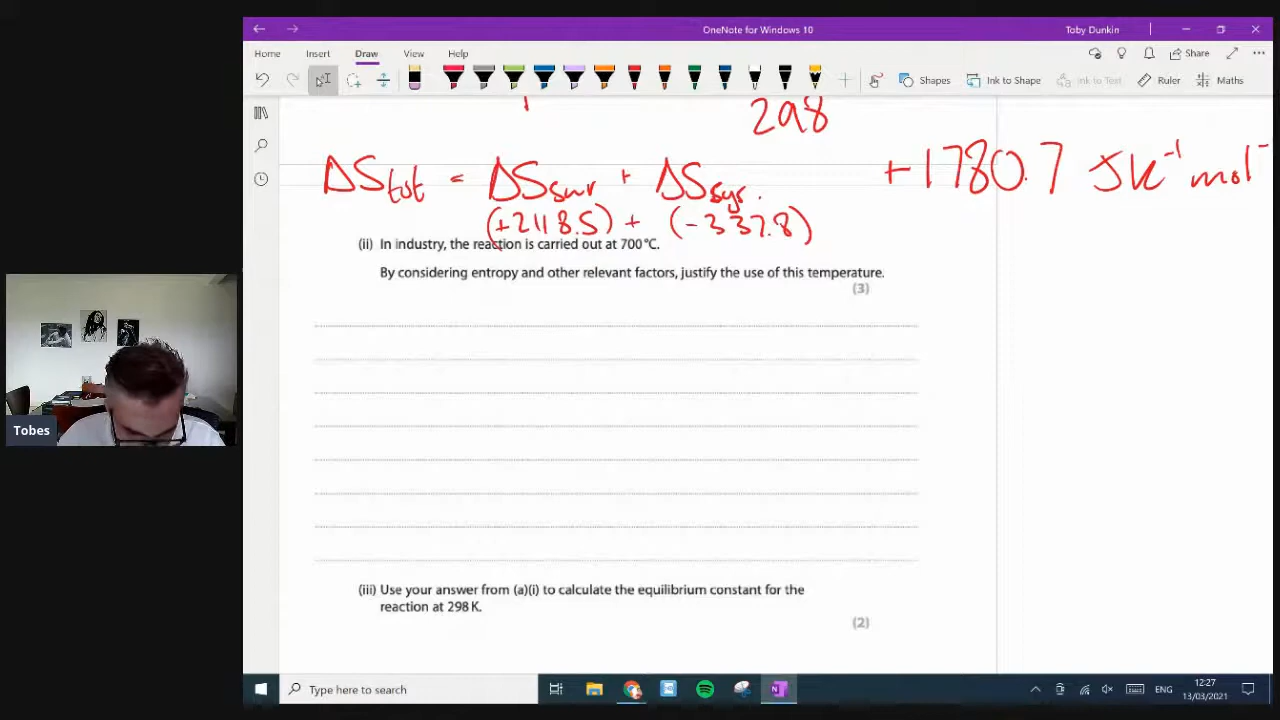 OneNote for Windows 10
Toby Dunkin
Home Insert Draw View Help
Share
Shapes Ink to Shape Ink to Text Ruler Maths
298
ΔStot = ΔSsurr + ΔSsys. +1780.7 JK⁻¹mol⁻
(+2118.5) + (-337.8)
(ii) In industry, the reaction is carried out at 700 °C.
By considering entropy and other relevant factors, justify the use of this temperature.
(3)
Tobes
(iii) Use your answer from (a)(i) to calculate the equilibrium constant for the
reaction at 298 K.
(2)
Type here to search
ENG
12:27
13/03/2021